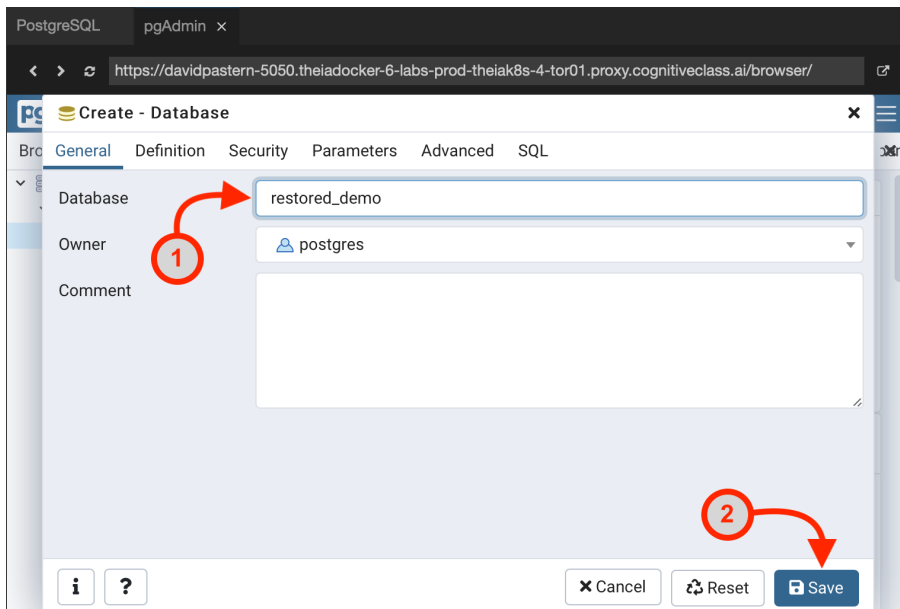 PostgreSQL pgAdmin ×
https://davidpastern-5050.theiadocker-6-labs-prod-theiak8s-4-tor01.proxy.cognitiveclass.ai/browser/
Create - Database
Bro General Definition Security Parameters Advanced SQL
Database restored_demo
Owner postgres
1
Comment
2
i ? Cancel Reset Save